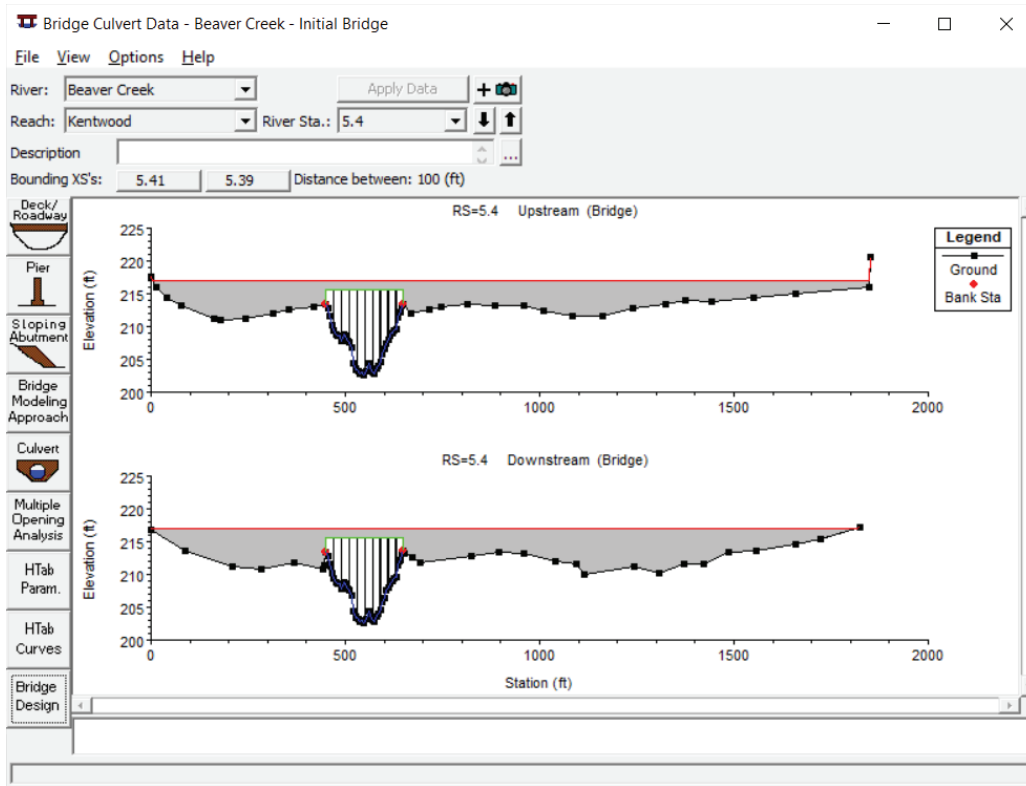 Bridge Culvert Data - Beaver Creek - Initial Bridge
File View Options Help
River: Beaver Creek Apply Data +
Reach: Kentwood River Sta.: 5.4
Description ...
Bounding XS's: 5.41 5.39 Distance between: 100 (ft)
Deck/
Roadway
Pier
Sloping
Abutment
Bridge
Modeling
Approach
Culvert
Multiple
Opening
Analysis
HTab
Param.
HTab
Curves
Bridge
Design
RS=5.4 Upstream (Bridge)
225
220
215
210
205
200
Elevation (ft)
0 500 1000 1500 2000
Legend
Ground
Bank Sta
RS=5.4 Downstream (Bridge)
225
220
215
210
205
200
Elevation (ft)
0 500 1000 1500 2000
Station (ft)